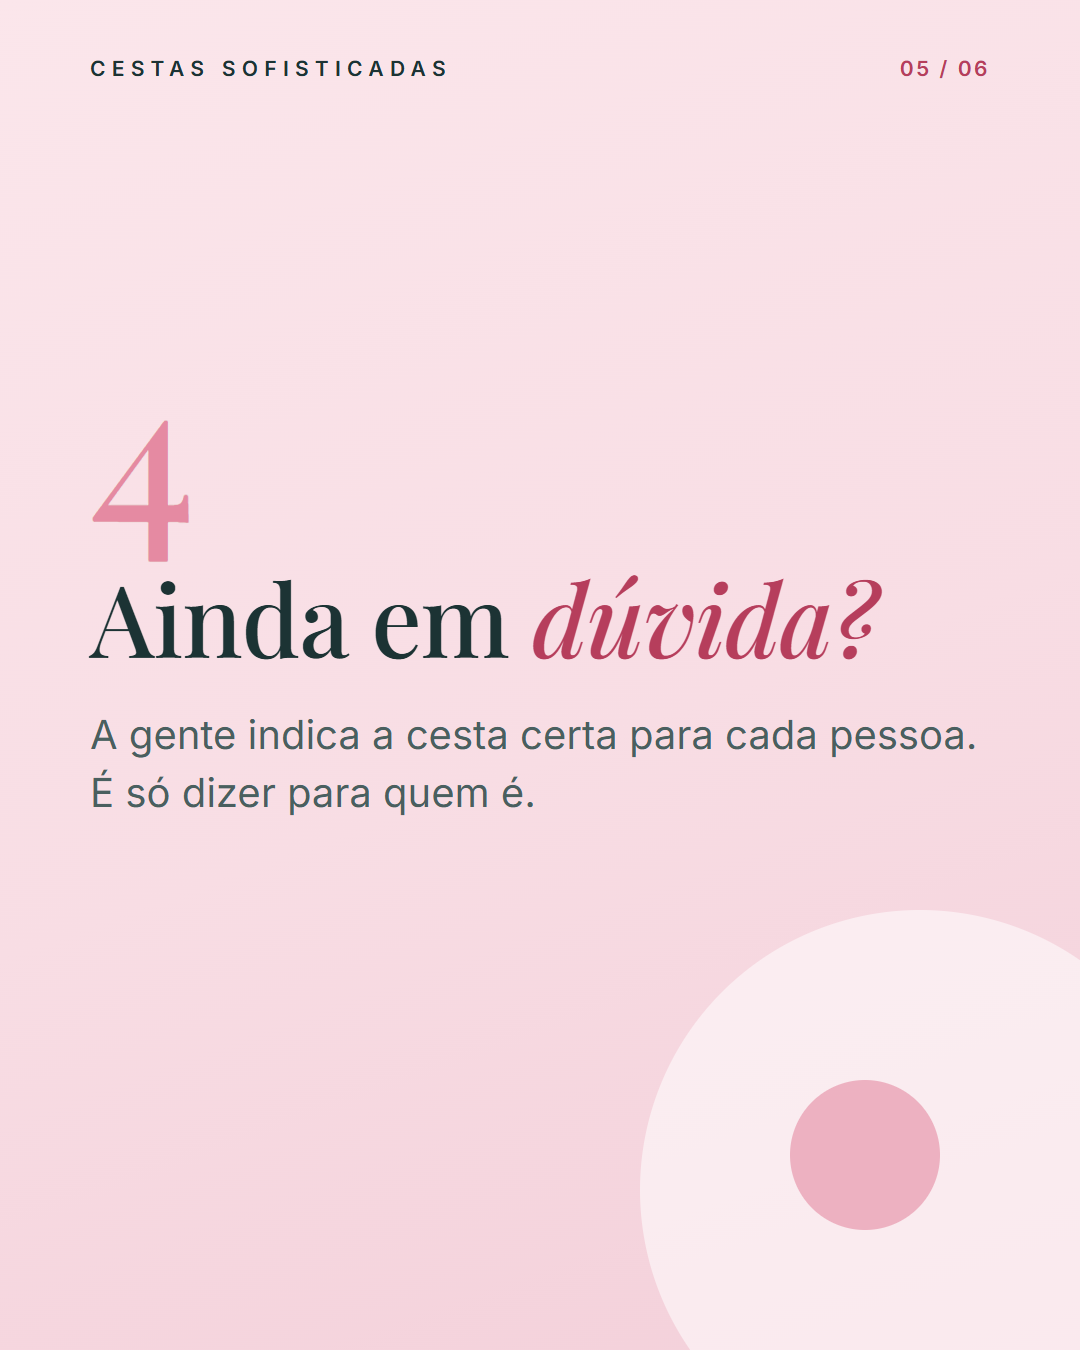 CESTAS SOFISTICADAS
05 / 06
4
Ainda em dúvida?
A gente indica a cesta certa para cada pessoa.
É só dizer para quem é.